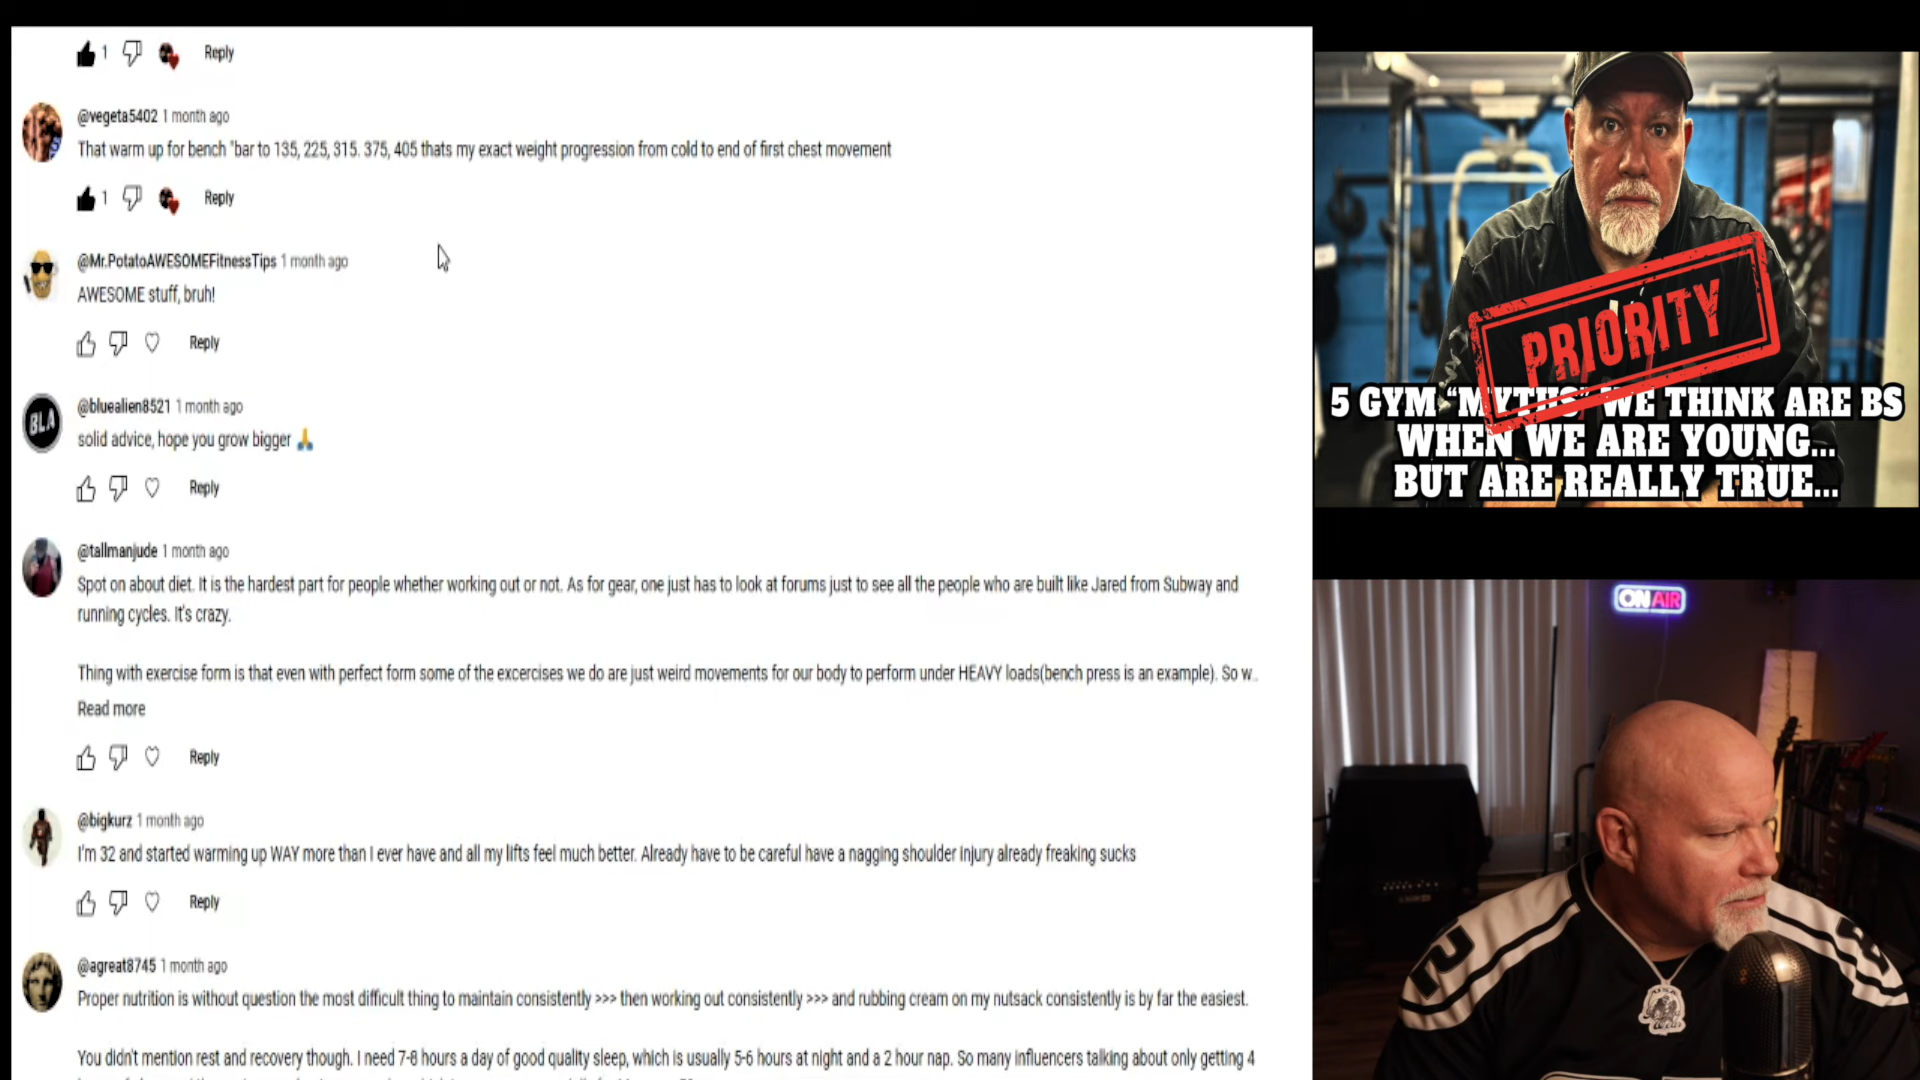 1 Reply
@vegeta5402 1 month ago
That warm up for bench "bar to 135, 225, 315. 375, 405 thats my exact weight progression from cold to end of first chest movement
1 Reply
@Mr.PotatoAWESOMEFitnessTips 1 month ago
AWESOME stuff, bruh!
Reply
BLA
@bluealien8521 1 month ago
solid advice, hope you grow bigger 🙏
Reply
@tallmanjude 1 month ago
Spot on about diet. It is the hardest part for people whether working out or not. As for gear, one just has to look at forums just to see all the people who are built like Jared from Subway and
running cycles. It's crazy.
Thing with exercise form is that even with perfect form some of the excercises we do are just weird movements for our body to perform under HEAVY loads(bench press is an example). So w..
Read more
Reply
@bigkurz 1 month ago
I'm 32 and started warming up WAY more than I ever have and all my lifts feel much better. Already have to be careful have a nagging shoulder injury already freaking sucks
Reply
@agreat8745 1 month ago
Proper nutrition is without question the most difficult thing to maintain consistently >>> then working out consistently >>> and rubbing cream on my nutsack consistently is by far the easiest.
You didn't mention rest and recovery though. I need 7-8 hours a day of good quality sleep, which is usually 5-6 hours at night and a 2 hour nap. So many influencers talking about only getting 4
PRIORITY
5 GYM "MYTHS" WE THINK ARE BS
WHEN WE ARE YOUNG...
BUT ARE REALLY TRUE...
ON AIR
2
2